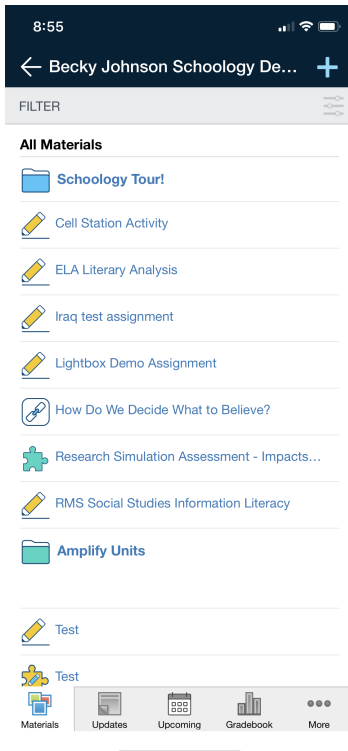 8:55
Becky Johnson Schoology De...
FILTER
All Materials
Schoology Tour!
Cell Station Activity
ELA Literary Analysis
Iraq test assignment
Lightbox Demo Assignment
How Do We Decide What to Believe?
Research Simulation Assessment - Impacts...
RMS Social Studies Information Literacy
Amplify Units
Test
Test
Materials Updates Upcoming Gradebook More